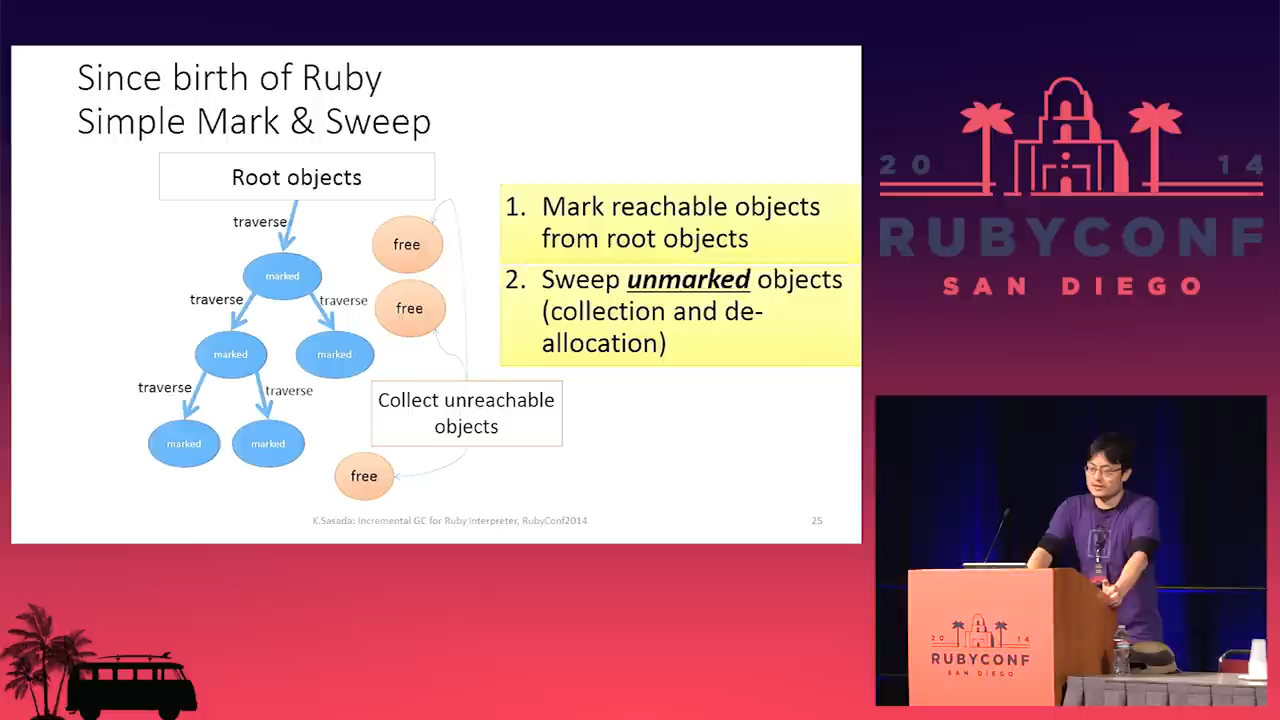 Since birth of Ruby
Simple Mark & Sweep
Root objects
traverse
marked
traverse
traverse
marked
marked
traverse
traverse
marked
marked
free
free
Collect unreachable
objects
free
1. Mark reachable objects
from root objects
2. Sweep unmarked objects
(collection and de-
allocation)
K.Sasada: Incremental GC for Ruby Interpreter, RubyConf2014
25
20 14
RUBYCONF
SAN DIEGO
20 14
RUBYCONF
SAN DIEGO